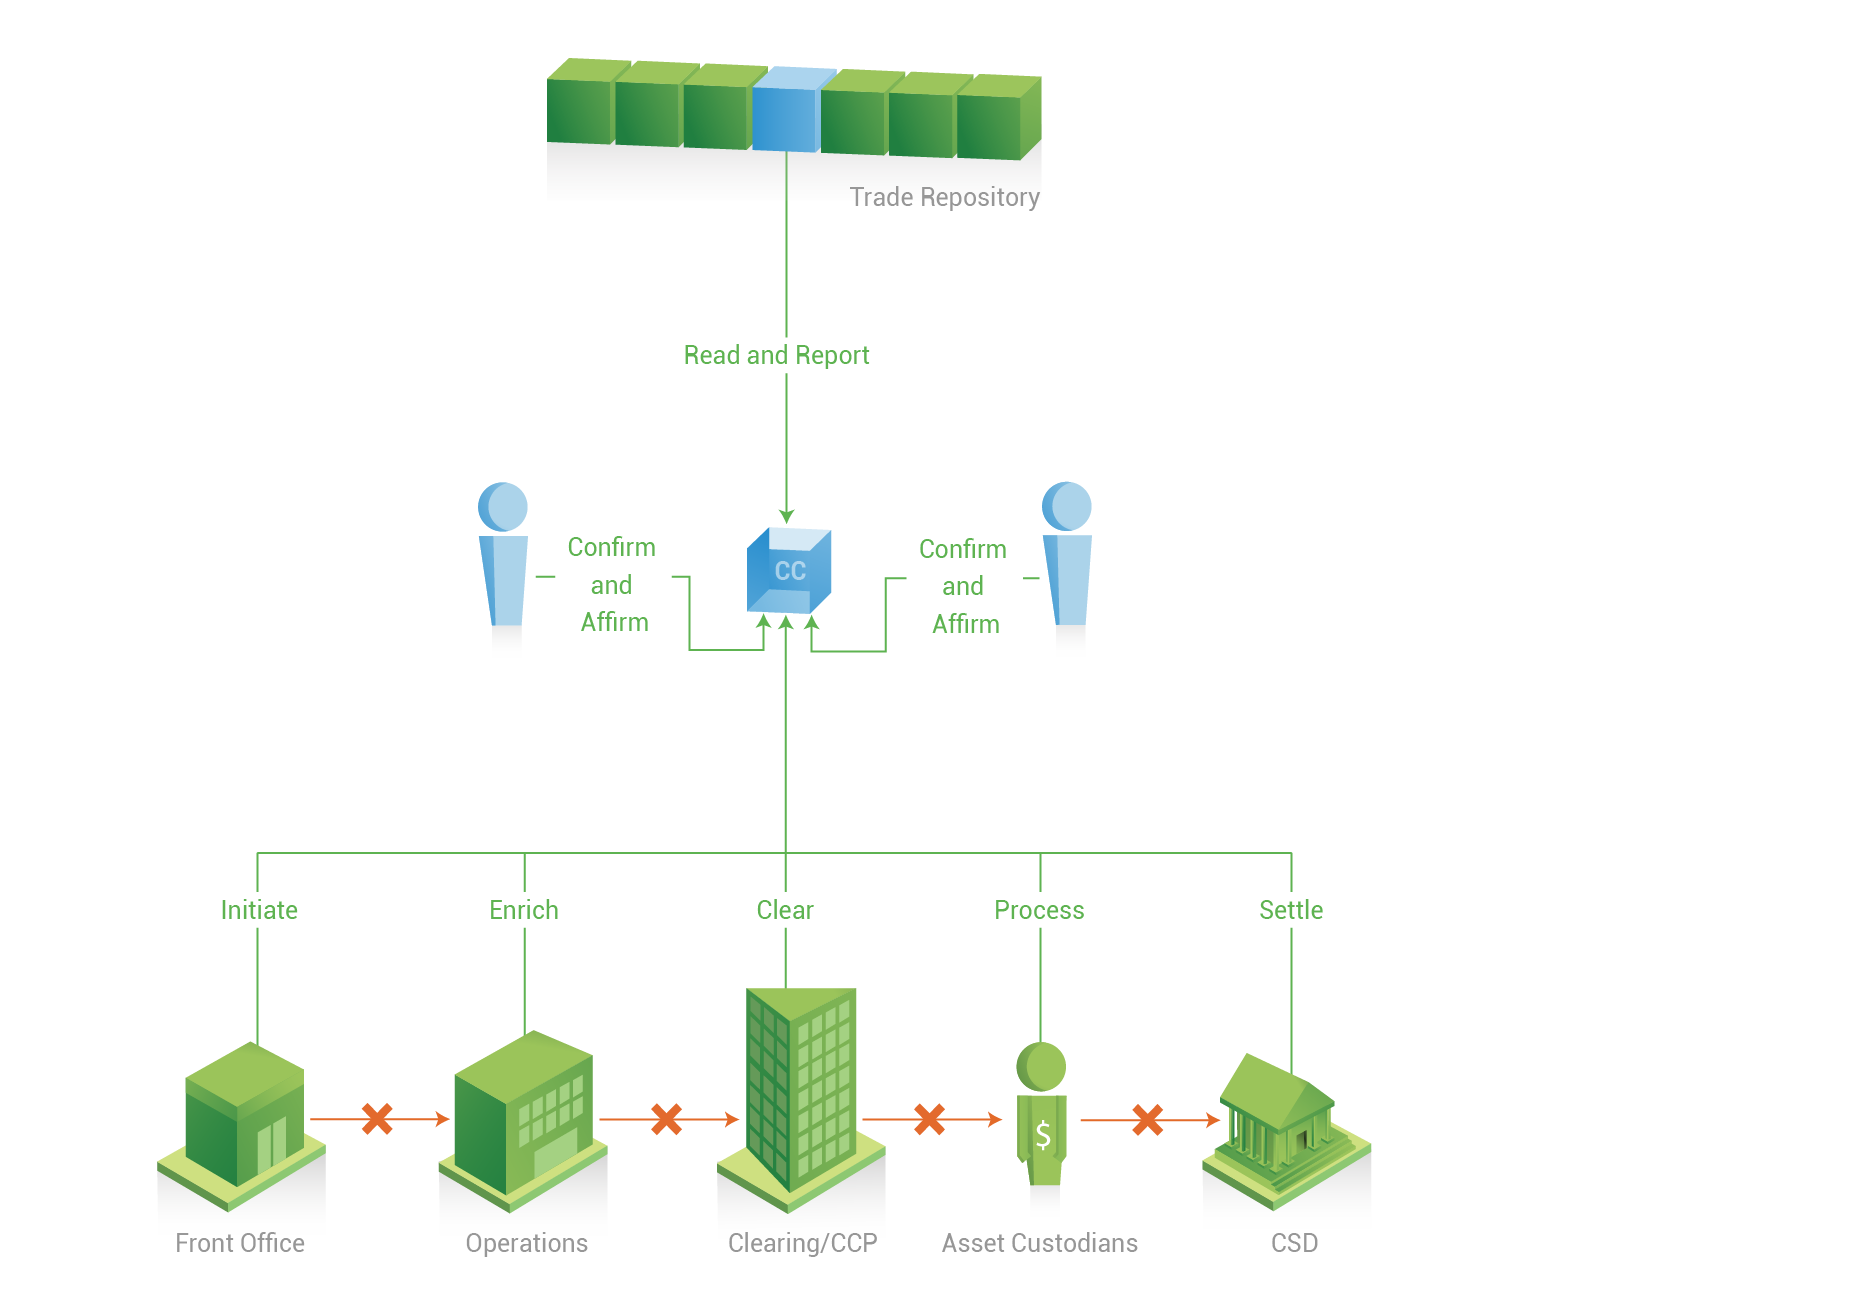 Trade Repository
Read and Report
Confirm
and
Affirm
CC
Confirm
and
Affirm
Initiate
Enrich
Clear
Process
Settle
$
Front Office
Operations
Clearing/CCP
Asset Custodians
CSD